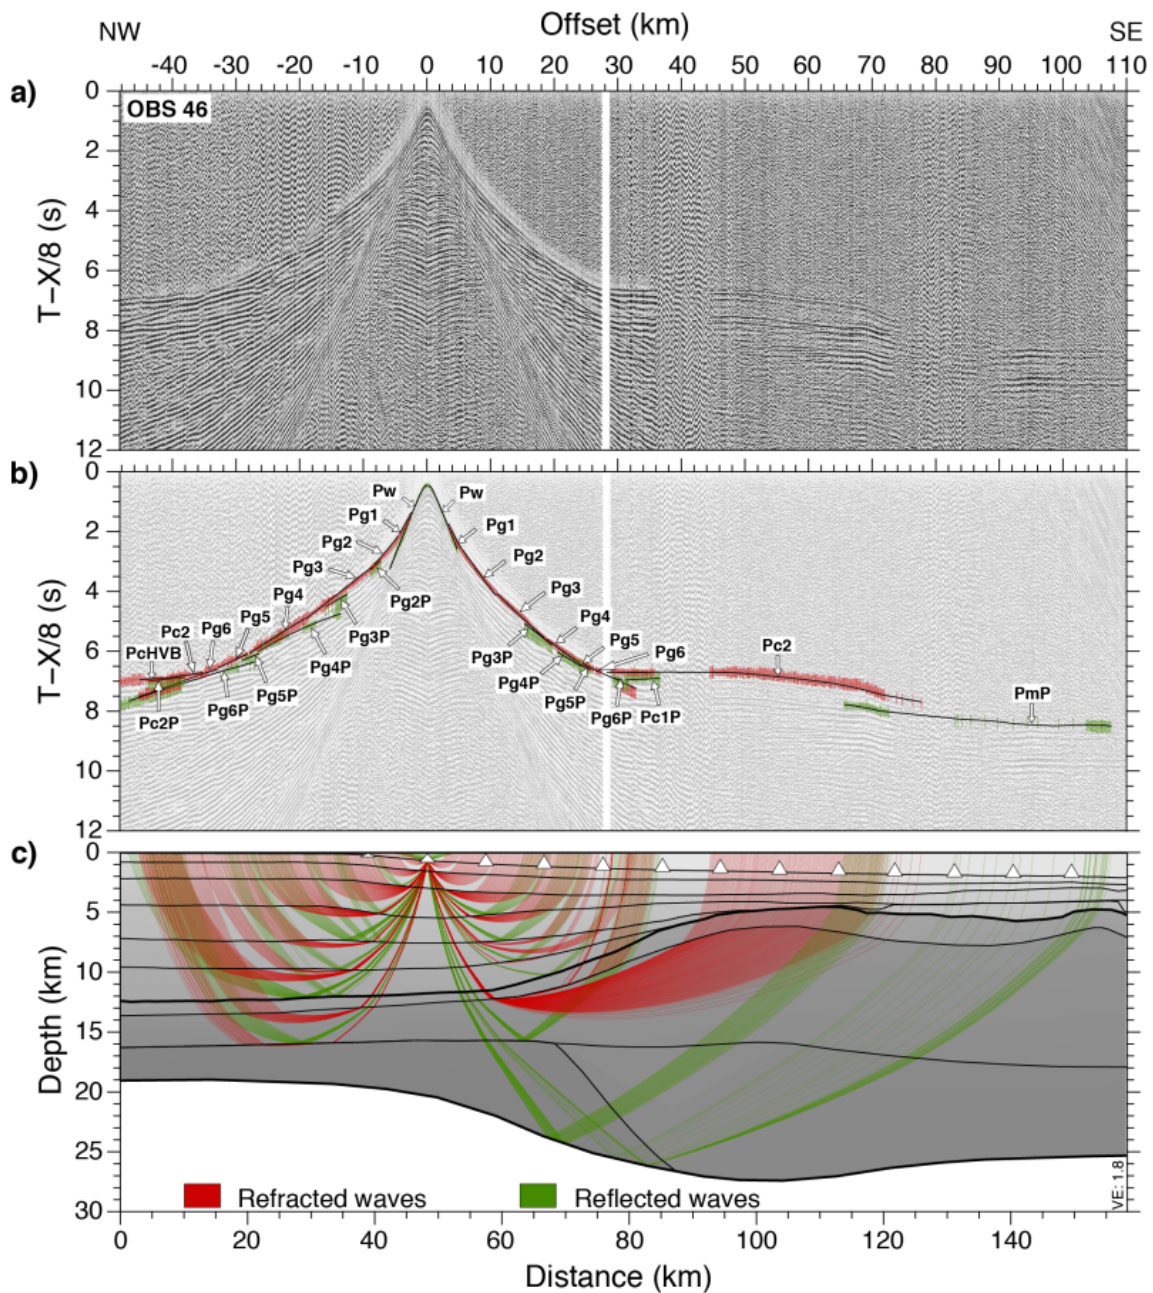 Offset (km)
NW SE
-40 -30 -20 -10 0 10 20 30 40 50 60 70 80 90 100 110
a)
OBS 46
0
2
4
6
8
10
12
T−X/8 (s)
b)
0
2
4
6
8
10
12
T−X/8 (s)
Pw Pw
Pg1 Pg1
Pg2 Pg2
Pg3 Pg3
Pg2P
Pg4 Pg4
Pg5 Pg5
Pg6 Pg6
Pc2 Pc2
PcHVB
Pg3P Pg3P
Pg4P Pg4P
Pg5P Pg5P
Pg6P Pg6P
Pc2P Pc1P
PmP
c)
0
5
10
15
20
25
30
Depth (km)
Refracted waves Reflected waves
VE: 1.8
0 20 40 60 80 100 120 140
Distance (km)